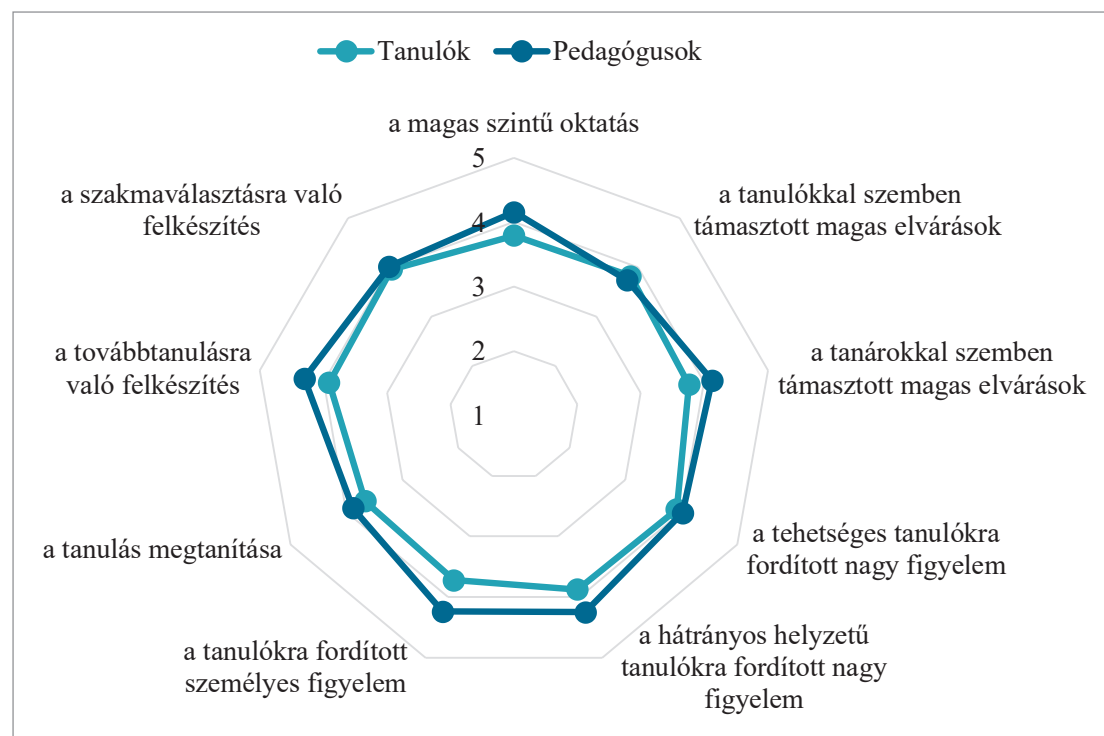 Tanulók
Pedagógusok
a magas szintű oktatás
5
4
3
2
1
a tanulókkal szemben
támasztott magas elvárások
a tanárokkal szemben
támasztott magas elvárások
a tehetséges tanulókra
fordított nagy figyelem
a hátrányos helyzetű
tanulókra fordított nagy
figyelem
a tanulókra fordított
személyes figyelem
a tanulás megtanítása
a továbbtanulásra
való felkészítés
a szakmaválasztásra való
felkészítés